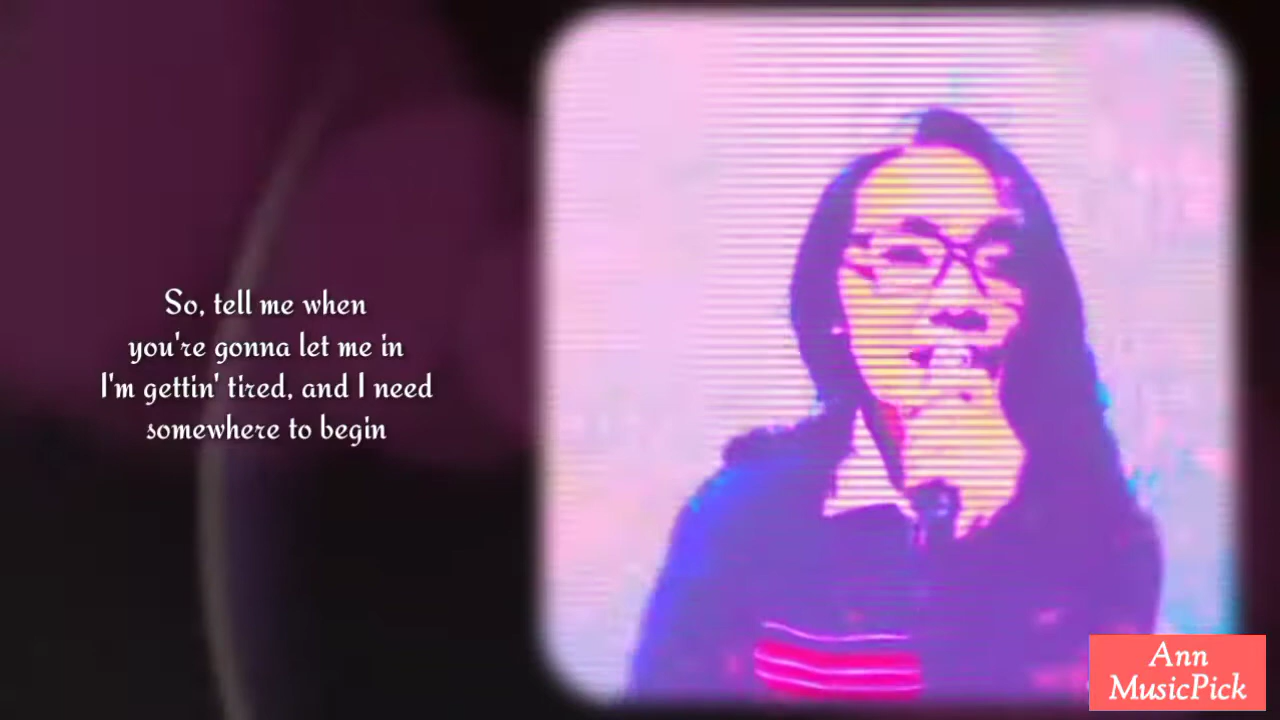 So, tell me when
you're gonna let me in
I'm gettin' tired, and I need
somewhere to begin
Ann
MusicPick